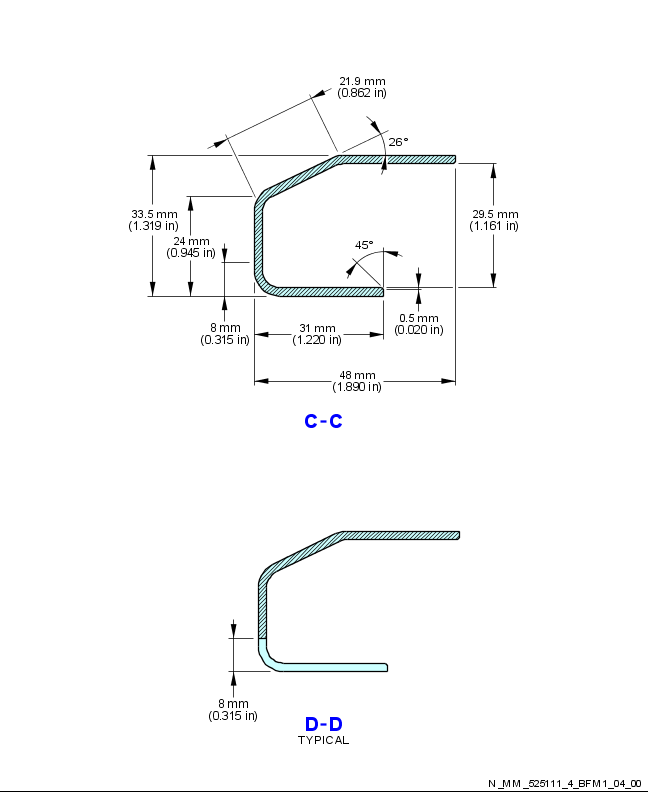 21.9 mm
(0.862 in)
26°
33.5 mm
(1.319 in)
29.5 mm
(1.161 in)
24 mm
(0.945 in)
45°
8 mm
(0.315 in)
31 mm
(1.220 in)
0.5 mm
(0.020 in)
48 mm
(1.890 in)
C-C
8 mm
(0.315 in)
D-D
TYPICAL
N_MM_525111_4_BFM1_04_00